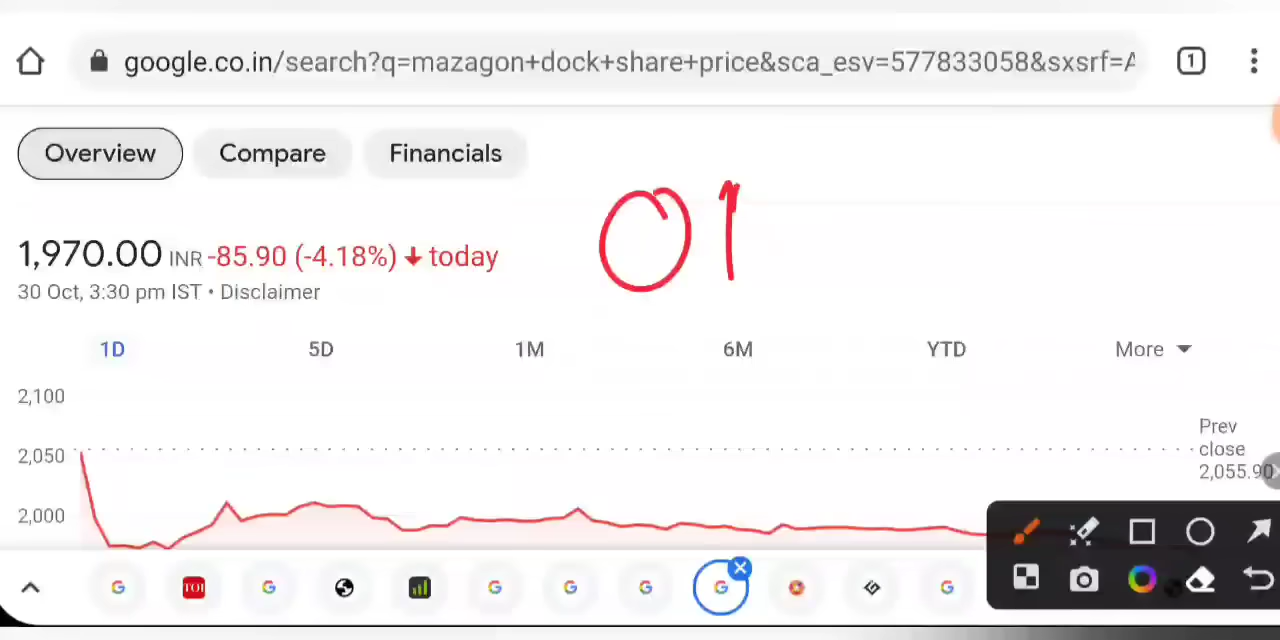 google.co.in/search?q=mazagon+dock+share+price&sca_esv=577833058&sxsrf=A
1
Overview Compare Financials
01
1,970.00 INR -85.90 (-4.18%) ↓ today
30 Oct, 3:30 pm IST • Disclaimer
1D 5D 1M 6M YTD More
2,100
Prev
close
2,055.90
2,050
2,000
TOI